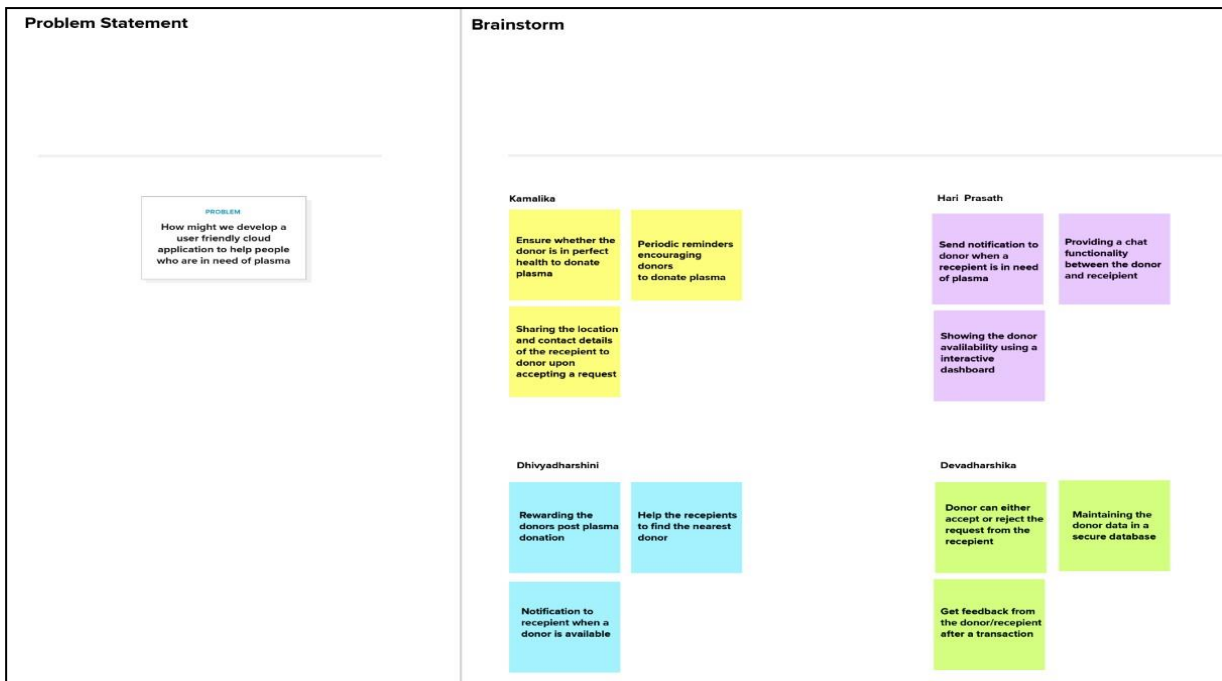 Problem Statement
Brainstorm
PROBLEM
How might we develop a
user friendly cloud
application to help people
who are in need of plasma
Kamalika
Ensure whether the
donor is in perfect
health to donate
plasma
Periodic reminders
encouraging
donors
to donate plasma
Sharing the location
and contact details
of the recepient to
donor upon
accepting a request
Hari Prasath
Send notification to
donor when a
recepient is in need
of plasma
Providing a chat
functionality
between the donor
and receipient
Showing the donor
avalilability using a
interactive
dashboard
Dhivyadharshini
Rewarding the
donors post plasma
donation
Help the recepients
to find the nearest
donor
Notification to
recepient when a
donor is available
Devadharshika
Donor can either
accept or reject the
request from the
recepient
Maintaining the
donor data in a
secure database
Get feedback from
the donor/recepient
after a transaction